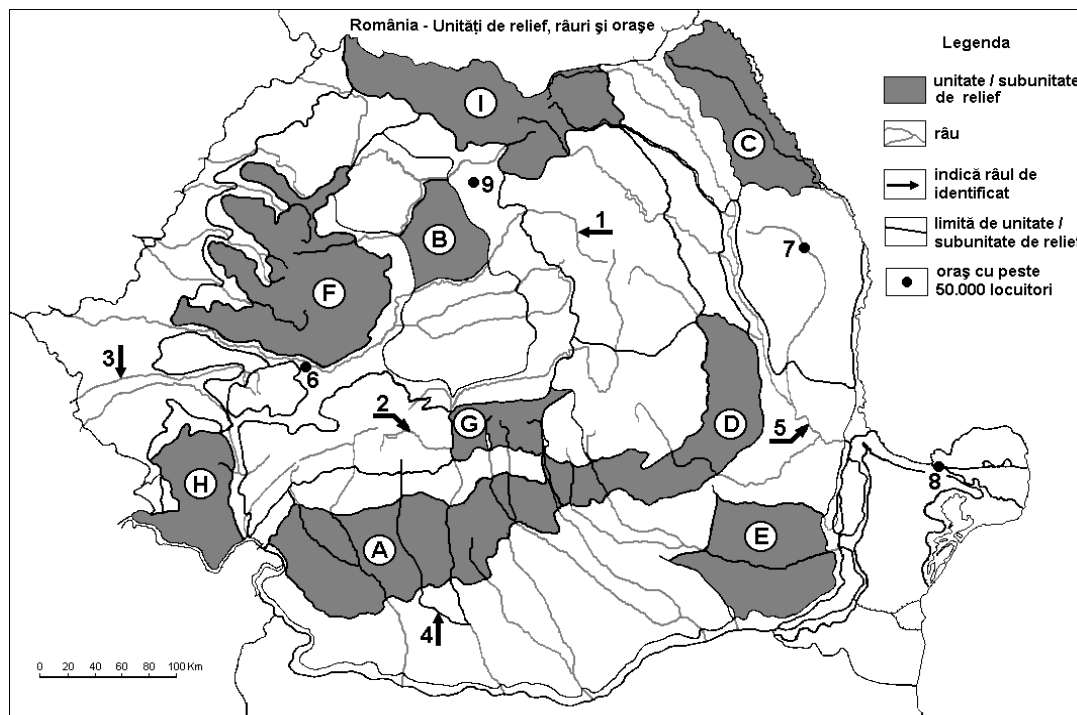 România - Unităţi de relief, râuri şi oraşe
Legenda
unitate / subunitate
de relief
râu
indică râul de
identificat
limită de unitate /
subunitate de relief
oraş cu peste
50.000 locuitori
I
C
9
B
1
7
F
3
6
2
G
D
5
8
H
A
E
4
0 20 40 60 80 100 Km